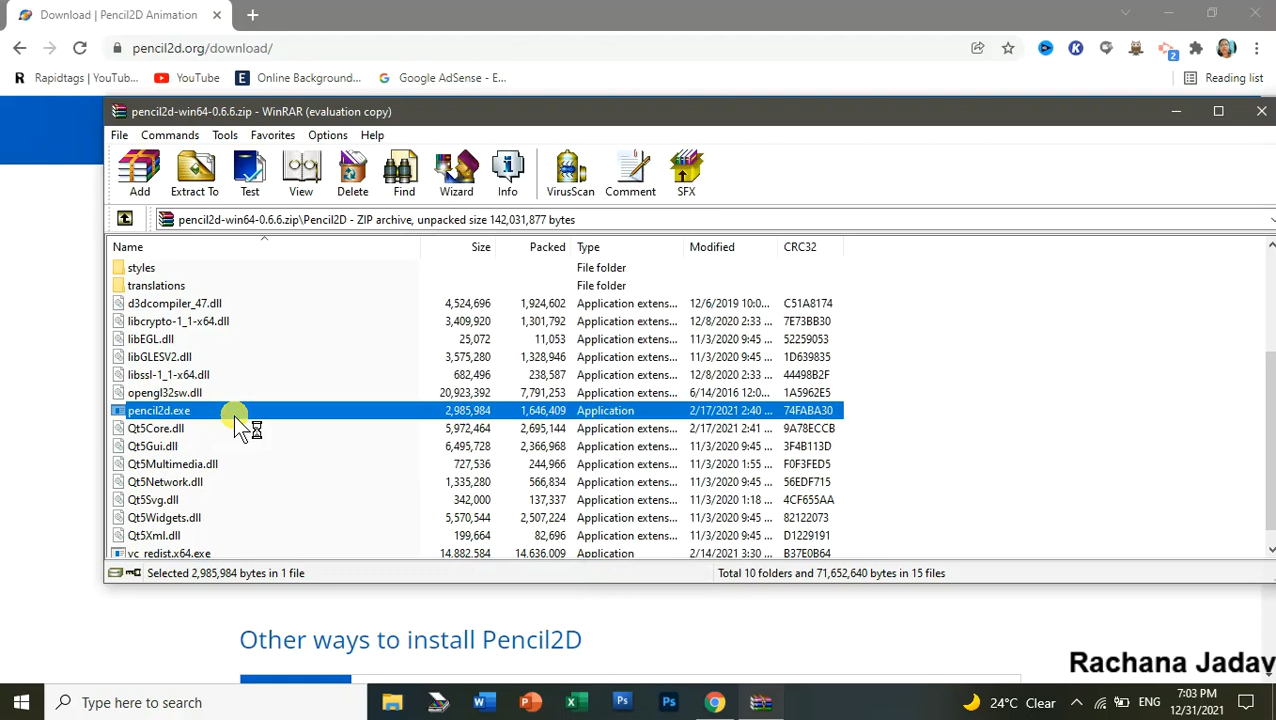 Download | Pencil2D Animation
pencil2d.org/download/
2
Rapidtags | YouTub...
YouTube
Online Background...
Google AdSense - E...
Reading list
pencil2d-win64-0.6.6.zip - WinRAR (evaluation copy)
File Commands Tools Favorites Options Help
Add Extract To Test View Delete Find Wizard Info VirusScan Comment SFX
pencil2d-win64-0.6.6.zip\Pencil2D - ZIP archive, unpacked size 142,031,877 bytes
Name Size Packed Type Modified CRC32
styles File folder
translations File folder
d3dcompiler_47.dll 4,524,696 1,924,602 Application extens... 12/6/2019 10:0... C51A8174
libcrypto-1_1-x64.dll 3,409,920 1,301,792 Application extens... 12/8/2020 2:33 ... 7E73BB30
libEGL.dll 25,072 11,053 Application extens... 11/3/2020 9:45 ... 52259053
libGLESV2.dll 3,575,280 1,328,946 Application extens... 11/3/2020 9:45 ... 1D639835
libssl-1_1-x64.dll 682,496 238,587 Application extens... 12/8/2020 2:33 ... 44498B2F
opengl32sw.dll 20,923,392 7,791,253 Application extens... 6/14/2016 12:0... 1A5962E5
pencil2d.exe 2,985,984 1,646,409 Application 2/17/2021 2:40 ... 74FABA30
Qt5Core.dll 5,972,464 2,695,144 Application extens... 2/17/2021 2:41 ... 9A78ECCB
Qt5Gui.dll 6,495,728 2,366,968 Application extens... 11/3/2020 9:45 ... 3F4B113D
Qt5Multimedia.dll 727,536 244,966 Application extens... 11/3/2020 1:55 ... F0F3FED5
Qt5Network.dll 1,335,280 566,834 Application extens... 11/3/2020 9:45 ... 56EDF715
Qt5Svg.dll 342,000 137,337 Application extens... 11/3/2020 1:18 ... 4CF655AA
Qt5Widgets.dll 5,570,544 2,507,224 Application extens... 11/3/2020 9:45 ... 82122073
Qt5Xml.dll 199,664 82,696 Application extens... 11/3/2020 9:45 ... D1229191
vc_redist.x64.exe 14,882,584 14,636,009 Application 2/14/2021 3:30 ... B37E0B64
Selected 2,985,984 bytes in 1 file
Total 10 folders and 71,652,640 bytes in 15 files
Other ways to install Pencil2D
Rachana Jadav
Type here to search
24°C Clear
ENG
7:03 PM
12/31/2021